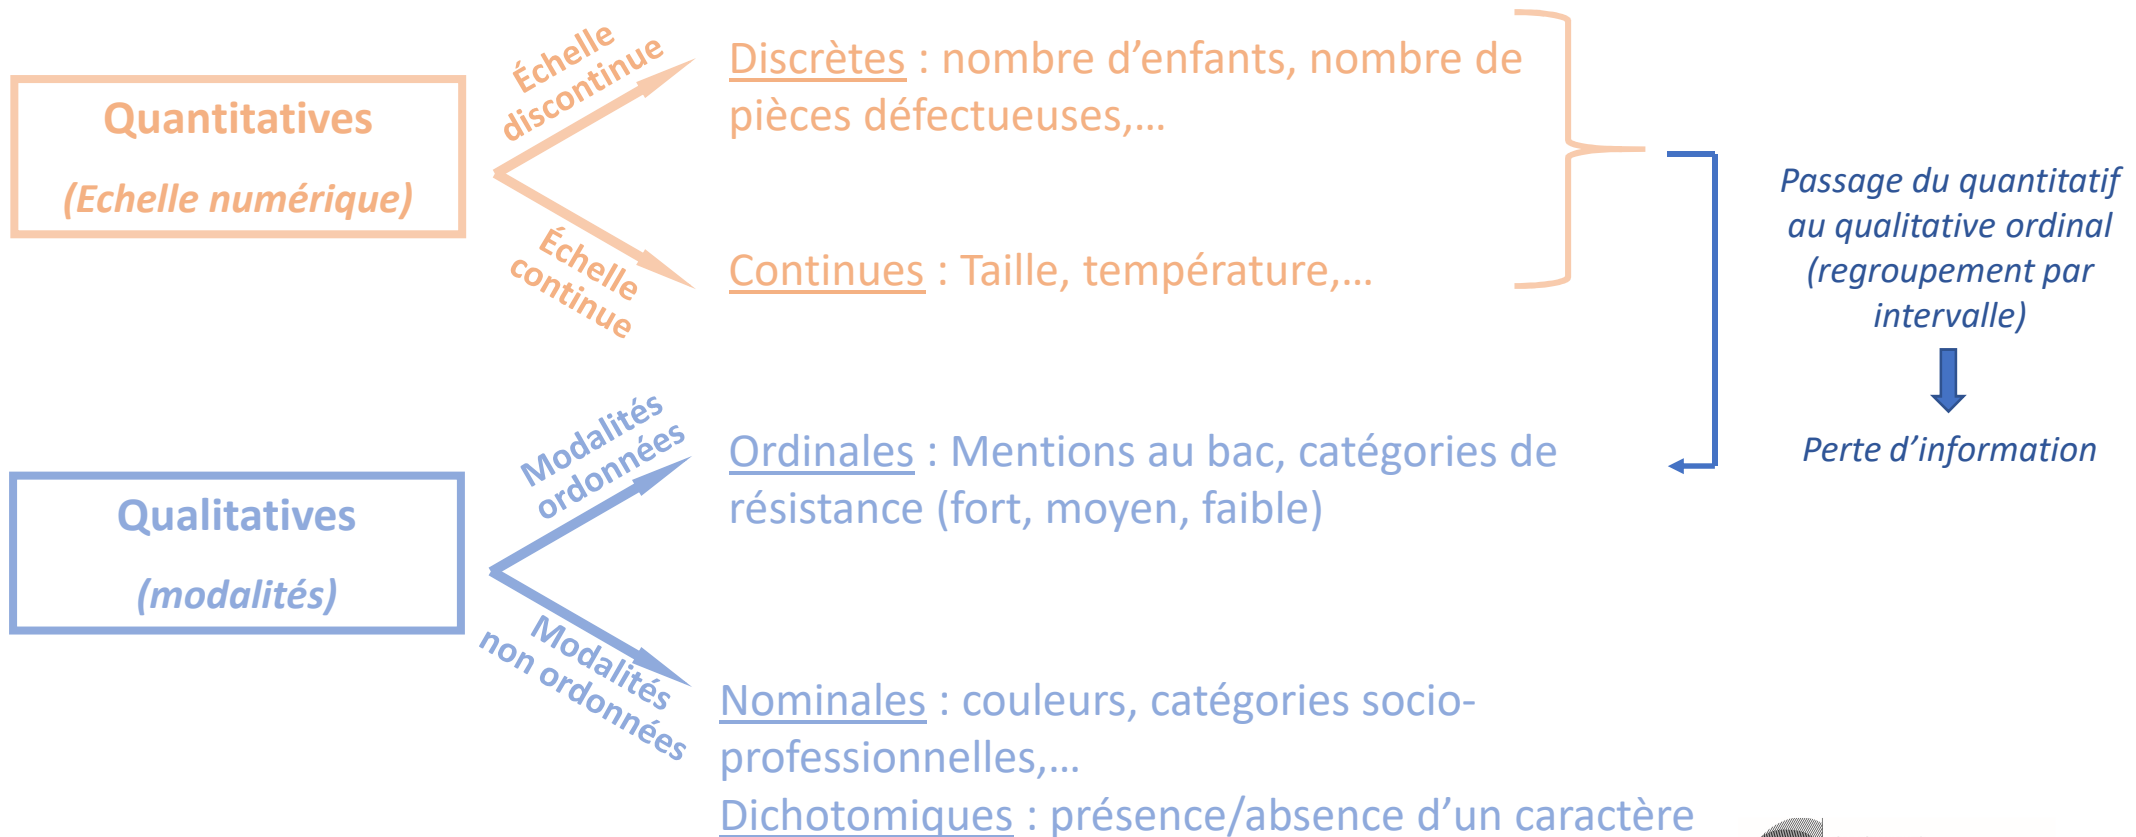 Quantitatives
(Echelle numérique)
Échelle
discontinue
Discrètes : nombre d’enfants, nombre de
pièces défectueuses,…
Échelle
continue
Continues : Taille, température,…
Passage du quantitatif
au qualitative ordinal
(regroupement par
intervalle)
Perte d’information
Qualitatives
(modalités)
Modalités
ordonnées
Ordinales : Mentions au bac, catégories de
résistance (fort, moyen, faible)
Modalités
non ordonnées
Nominales : couleurs, catégories socio-
professionnelles,…
Dichotomiques : présence/absence d’un caractère